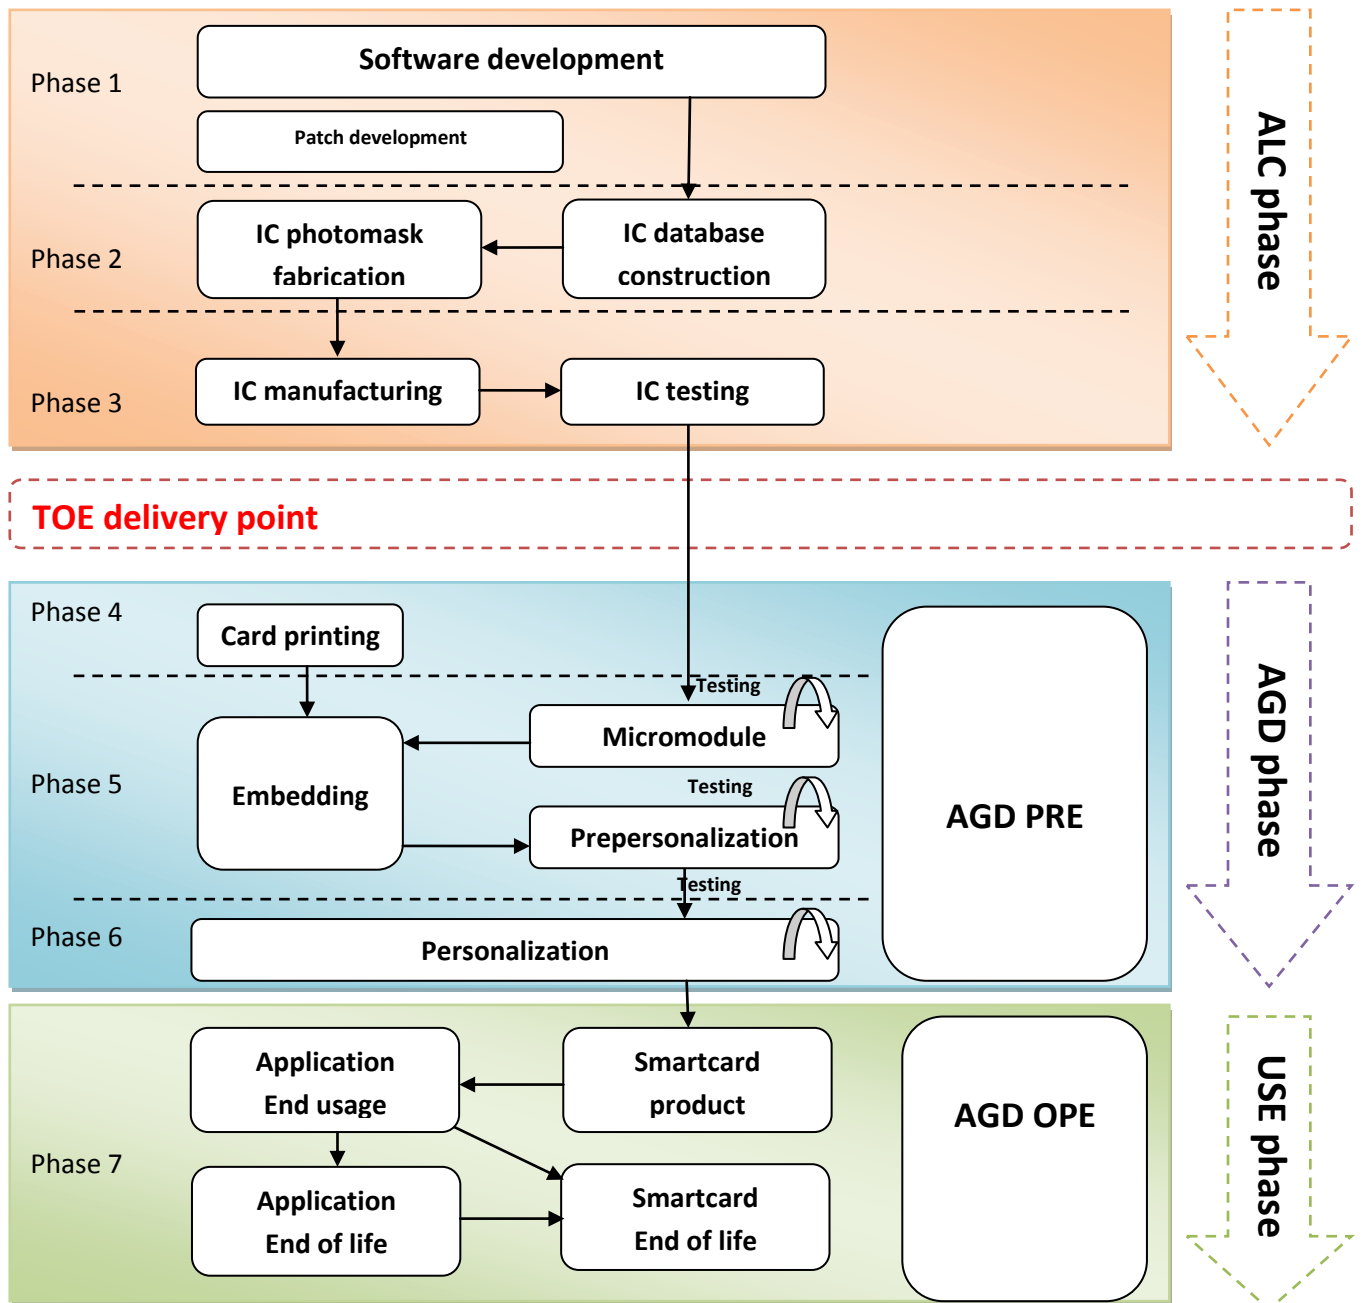 Phase 1
Software development
Patch development
ALC phase
Phase 2
IC photomask
fabrication
IC database
construction
Phase 3
IC manufacturing
IC testing
TOE delivery point
Phase 4
Card printing
Testing
Micromodule
AGD phase
Phase 5
Embedding
Testing
Prepersonalization
AGD PRE
Testing
Phase 6
Personalization
Application
End usage
Smartcard
product
AGD OPE
USE phase
Phase 7
Application
End of life
Smartcard
End of life